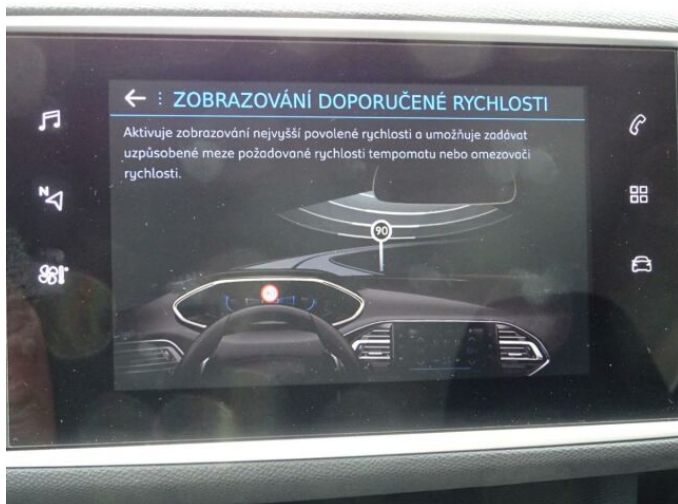 ZOBRAZOVÁNÍ DOPORUČENÉ RYCHLOSTI
Aktivuje zobrazování nejvyšší povolené rychlosti a umožňuje zadávat
uzpůsobené meze požadované rychlosti tempomatu nebo omezovači
rychlosti.
N
90